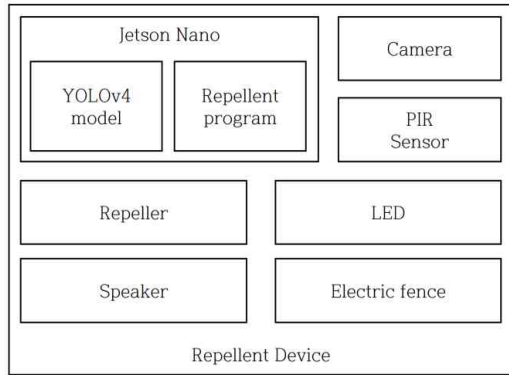 Jetson Nano
YOLOv4
model
Repellent
program
Camera
PIR
Sensor
Repeller
LED
Speaker
Electric fence
Repellent Device